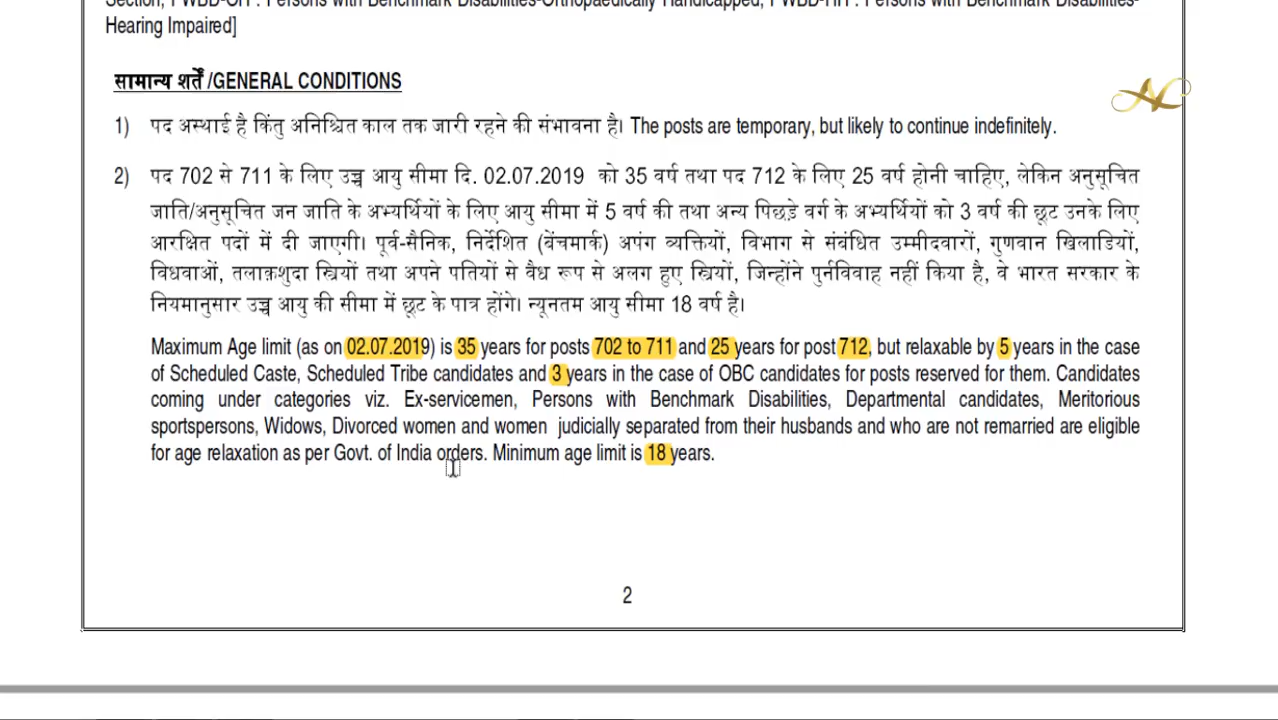 Section, PWBD-OH : Persons with Benchmark Disabilities-Orthopaedically Handicapped, PWBD-HH : Persons with Benchmark Disabilities-
Hearing Impaired]
सामान्य शर्तें /GENERAL CONDITIONS
1) पद अस्थाई है किंतु अनिश्चित काल तक जारी रहने की संभावना है। The posts are temporary, but likely to continue indefinitely.
2) पद 702 से 711 के लिए उच्च आयु सीमा दि. 02.07.2019 को 35 वर्ष तथा पद 712 के लिए 25 वर्ष होनी चाहिए, लेकिन अनुसूचित
जाति/अनुसूचित जन जाति के अभ्यर्थियों के लिए आयु सीमा में 5 वर्ष की तथा अन्य पिछड़े वर्ग के अभ्यर्थियों को 3 वर्ष की छूट उनके लिए
आरक्षित पदों में दी जाएगी। पूर्व-सैनिक, निर्देशित (बेंचमार्क) अपंग व्यक्तियों, विभाग से संबंधित उम्मीदवारों, गुणवान खिलाडियों,
विधवाओं, तलाक़शुदा स्त्रियों तथा अपने पतियों से वैध रूप से अलग हुए स्त्रियों, जिन्होंने पुर्नविवाह नहीं किया है, वे भारत सरकार के
नियमानुसार उच्च आयु की सीमा में छूट के पात्र होंगे। न्यूनतम आयु सीमा 18 वर्ष है।
Maximum Age limit (as on 02.07.2019) is 35 years for posts 702 to 711 and 25 years for post 712, but relaxable by 5 years in the case
of Scheduled Caste, Scheduled Tribe candidates and 3 years in the case of OBC candidates for posts reserved for them. Candidates
coming under categories viz. Ex-servicemen, Persons with Benchmark Disabilities, Departmental candidates, Meritorious
sportspersons, Widows, Divorced women and women judicially separated from their husbands and who are not remarried are eligible
for age relaxation as per Govt. of India orders. Minimum age limit is 18 years.
2